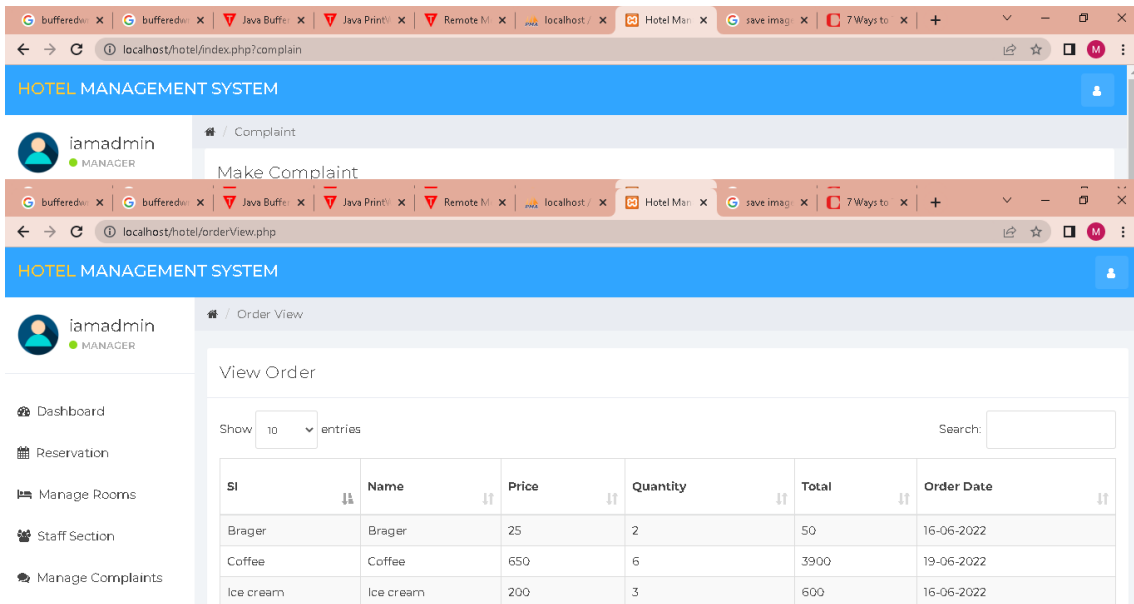 bufferedw bufferedw Java Buffe Java Print Remote M localhost / Hotel Man save imag 7 Ways to
localhost/hotel/index.php?complain M
HOTEL MANAGEMENT SYSTEM
iamadmin
MANAGER
/ Complaint
Make Complaint
bufferedw bufferedw Java Buffe Java Print Remote M localhost / Hotel Man save imag 7 Ways to
localhost/hotel/orderView.php M
HOTEL MANAGEMENT SYSTEM
iamadmin
MANAGER
/ Order View
View Order
Dashboard
Reservation
Manage Rooms
Staff Section
Manage Complaints
Show 10 entries Search:
Sl Name Price Quantity Total Order Date
Brager Brager 25 2 50 16-06-2022
Coffee Coffee 650 6 3900 19-06-2022
Ice cream Ice cream 200 3 600 16-06-2022